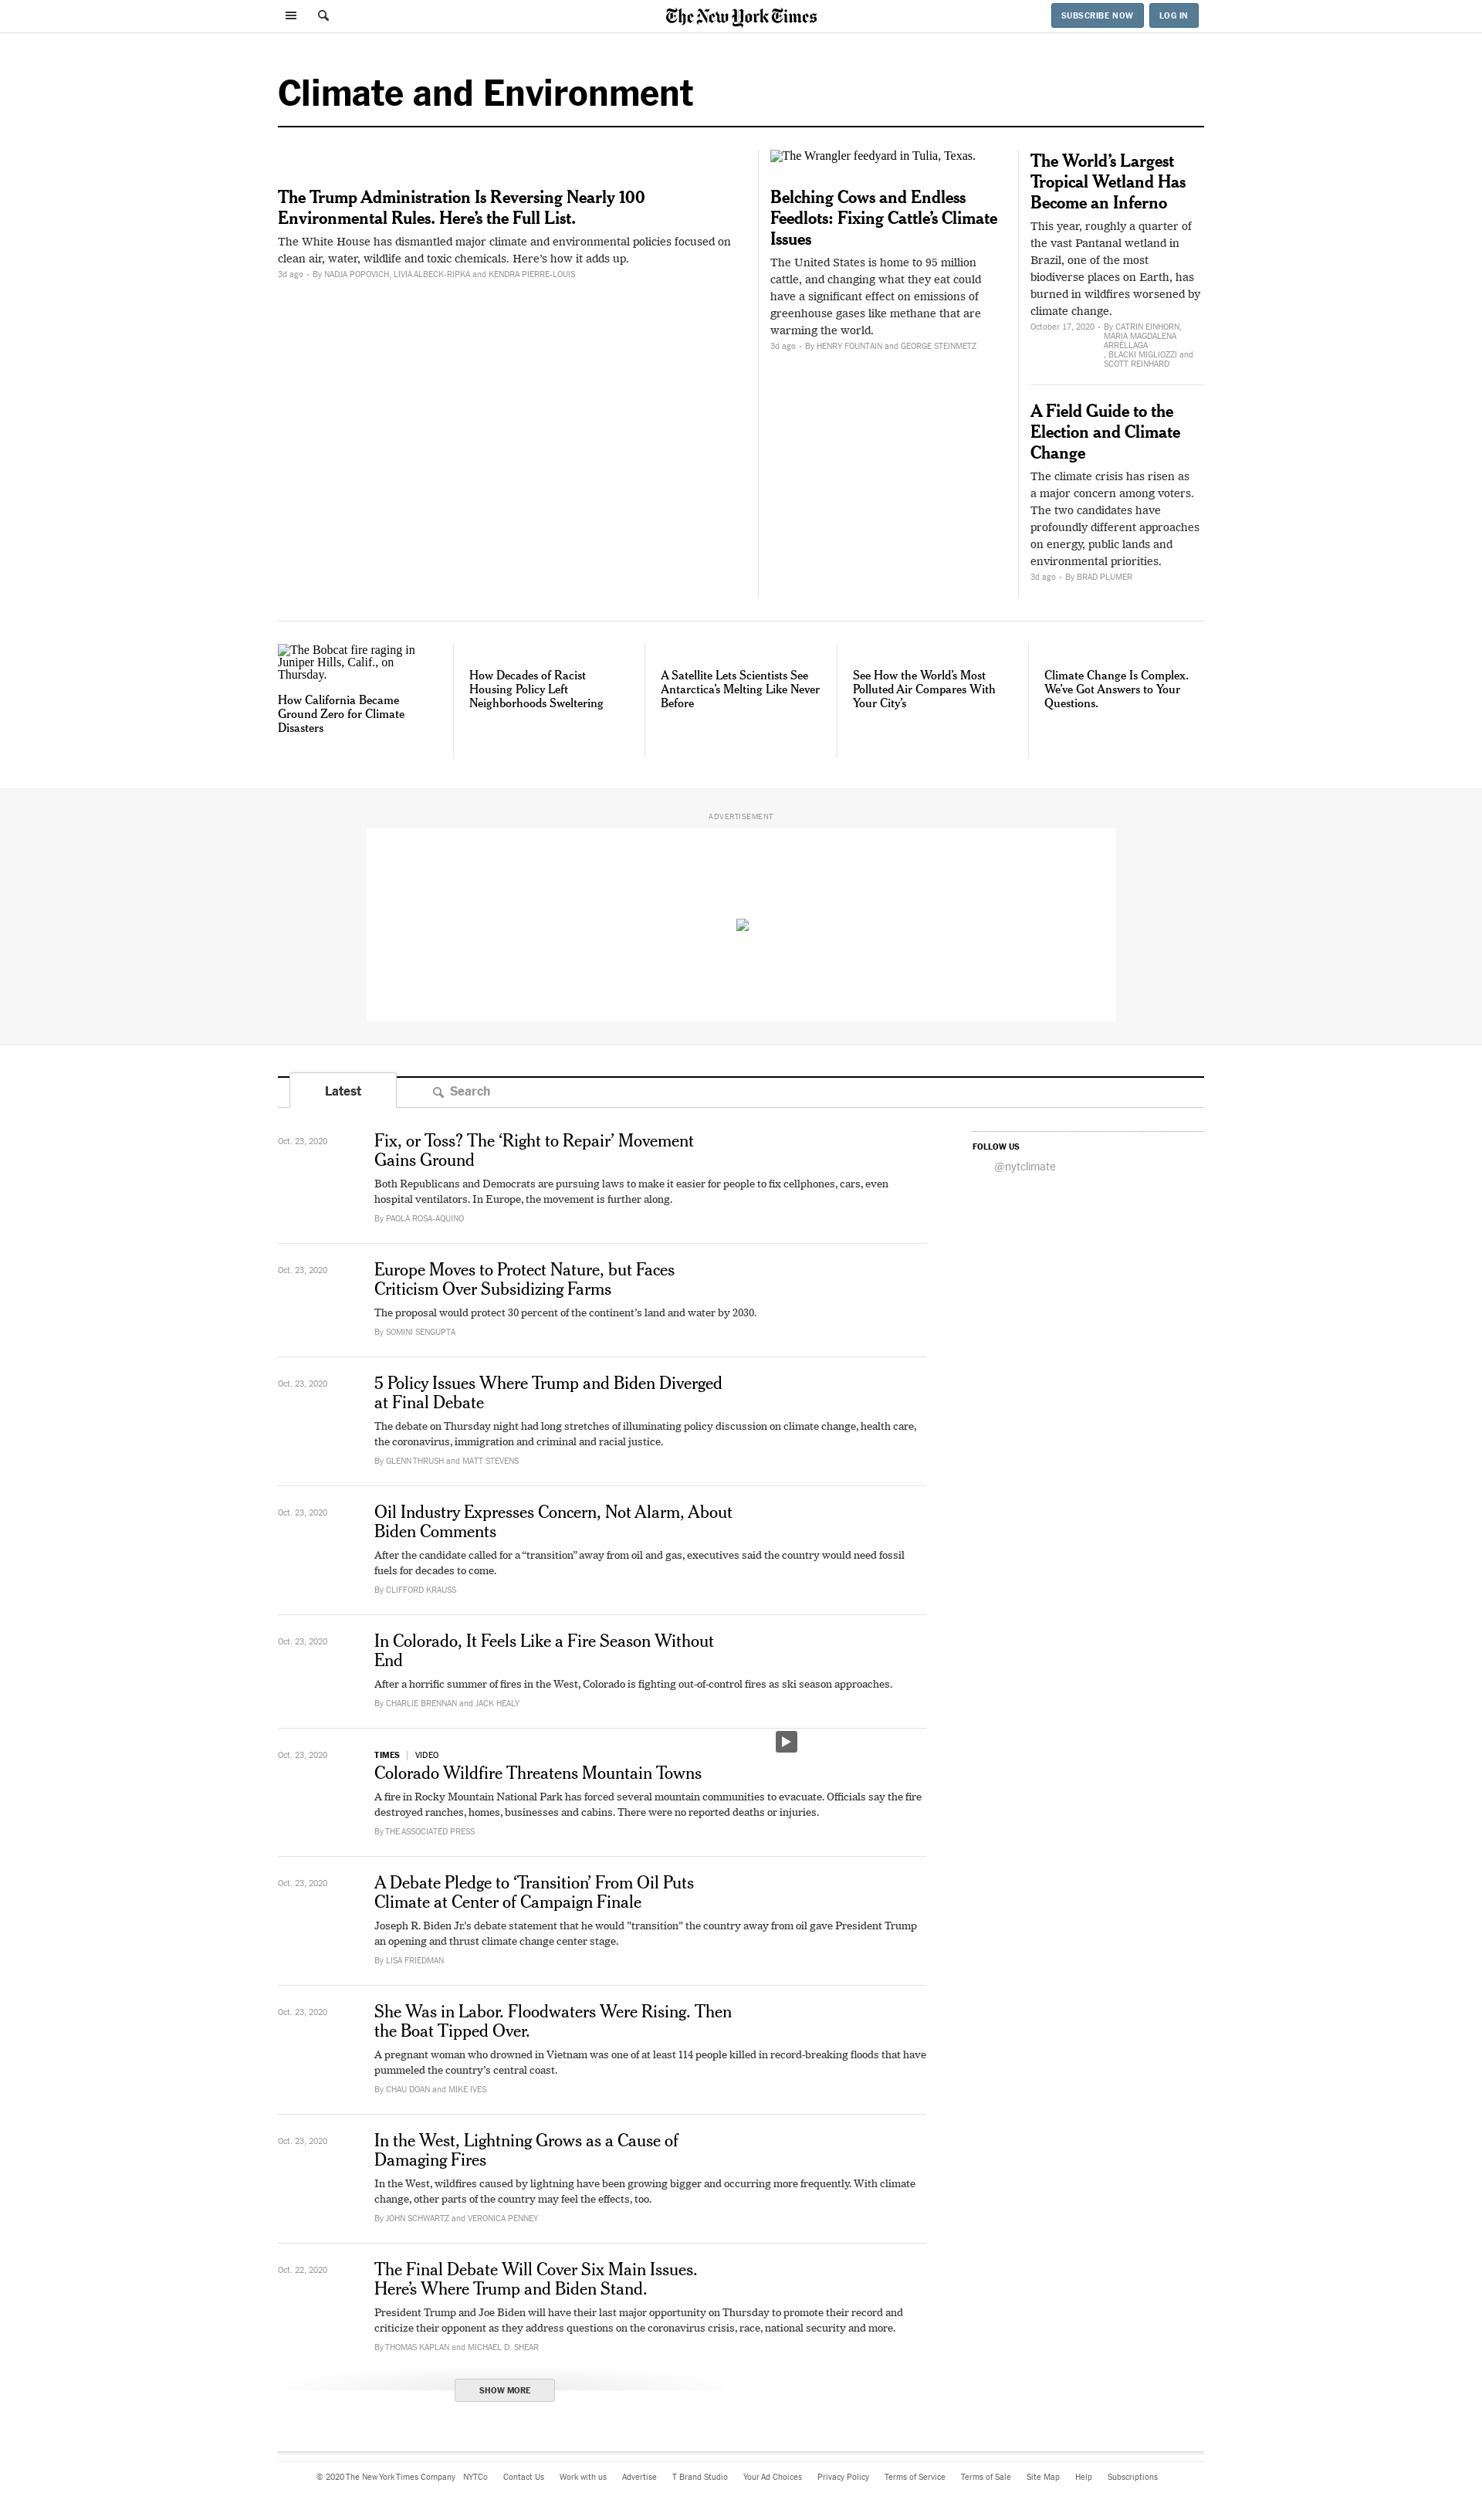 The New York Times
SUBSCRIBE NOW
LOG IN
Climate and Environment
The Trump Administration Is Reversing Nearly 100
Environmental Rules. Here’s the Full List.
The White House has dismantled major climate and environmental policies focused on
clean air, water, wildlife and toxic chemicals. Here’s how it adds up.
3d ago • By NADJA POPOVICH, LIVIA ALBECK-RIPKA and KENDRA PIERRE-LOUIS
The Wrangler feedyard in Tulia, Texas.
Belching Cows and Endless
Feedlots: Fixing Cattle’s Climate
Issues
The United States is home to 95 million
cattle, and changing what they eat could
have a significant effect on emissions of
greenhouse gases like methane that are
warming the world.
3d ago • By HENRY FOUNTAIN and GEORGE STEINMETZ
The World’s Largest
Tropical Wetland Has
Become an Inferno
This year, roughly a quarter of
the vast Pantanal wetland in
Brazil, one of the most
biodiverse places on Earth, has
burned in wildfires worsened by
climate change.
October 17, 2020 • By CATRIN EINHORN,
MARIA MAGDALENA
ARRÉLLAGA
, BLACKI MIGLIOZZI and
SCOTT REINHARD
A Field Guide to the
Election and Climate
Change
The climate crisis has risen as
a major concern among voters.
The two candidates have
profoundly different approaches
on energy, public lands and
environmental priorities.
3d ago • By BRAD PLUMER
The Bobcat fire raging in
Juniper Hills, Calif., on
Thursday.
How California Became
Ground Zero for Climate
Disasters
How Decades of Racist
Housing Policy Left
Neighborhoods Sweltering
A Satellite Lets Scientists See
Antarctica’s Melting Like Never
Before
See How the World’s Most
Polluted Air Compares With
Your City’s
Climate Change Is Complex.
We’ve Got Answers to Your
Questions.
ADVERTISEMENT
Latest
Search
Oct. 23, 2020
Fix, or Toss? The ‘Right to Repair’ Movement
Gains Ground
Both Republicans and Democrats are pursuing laws to make it easier for people to fix cellphones, cars, even
hospital ventilators. In Europe, the movement is further along.
By PAOLA ROSA-AQUINO
FOLLOW US
@nytclimate
Oct. 23, 2020
Europe Moves to Protect Nature, but Faces
Criticism Over Subsidizing Farms
The proposal would protect 30 percent of the continent’s land and water by 2030.
By SOMINI SENGUPTA
Oct. 23, 2020
5 Policy Issues Where Trump and Biden Diverged
at Final Debate
The debate on Thursday night had long stretches of illuminating policy discussion on climate change, health care,
the coronavirus, immigration and criminal and racial justice.
By GLENN THRUSH and MATT STEVENS
Oct. 23, 2020
Oil Industry Expresses Concern, Not Alarm, About
Biden Comments
After the candidate called for a “transition” away from oil and gas, executives said the country would need fossil
fuels for decades to come.
By CLIFFORD KRAUSS
Oct. 23, 2020
In Colorado, It Feels Like a Fire Season Without
End
After a horrific summer of fires in the West, Colorado is fighting out-of-control fires as ski season approaches.
By CHARLIE BRENNAN and JACK HEALY
Oct. 23, 2020
TIMES | VIDEO
Colorado Wildfire Threatens Mountain Towns
A fire in Rocky Mountain National Park has forced several mountain communities to evacuate. Officials say the fire
destroyed ranches, homes, businesses and cabins. There were no reported deaths or injuries.
By THE ASSOCIATED PRESS
Oct. 23, 2020
A Debate Pledge to ‘Transition’ From Oil Puts
Climate at Center of Campaign Finale
Joseph R. Biden Jr.'s debate statement that he would "transition" the country away from oil gave President Trump
an opening and thrust climate change center stage.
By LISA FRIEDMAN
Oct. 23, 2020
She Was in Labor. Floodwaters Were Rising. Then
the Boat Tipped Over.
A pregnant woman who drowned in Vietnam was one of at least 114 people killed in record-breaking floods that have
pummeled the country’s central coast.
By CHAU DOAN and MIKE IVES
Oct. 23, 2020
In the West, Lightning Grows as a Cause of
Damaging Fires
In the West, wildfires caused by lightning have been growing bigger and occurring more frequently. With climate
change, other parts of the country may feel the effects, too.
By JOHN SCHWARTZ and VERONICA PENNEY
Oct. 22, 2020
The Final Debate Will Cover Six Main Issues.
Here’s Where Trump and Biden Stand.
President Trump and Joe Biden will have their last major opportunity on Thursday to promote their record and
criticize their opponent as they address questions on the coronavirus crisis, race, national security and more.
By THOMAS KAPLAN and MICHAEL D. SHEAR
SHOW MORE
© 2020 The New York Times Company NYTCo Contact Us Work with us Advertise T Brand Studio Your Ad Choices Privacy Policy Terms of Service Terms of Sale Site Map Help Subscriptions